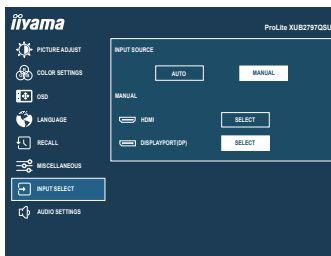 iiyama
ProLite XUB2797QSU
PICTURE ADJUST
COLOR SETTINGS
OSD
LANGUAGE
RECALL
MISCELLANEOUS
INPUT SELECT
AUDIO SETTINGS
INPUT SOURCE
AUTO MANUAL
MANUAL
HDMI SELECT
DISPLAYPORT(DP) SELECT